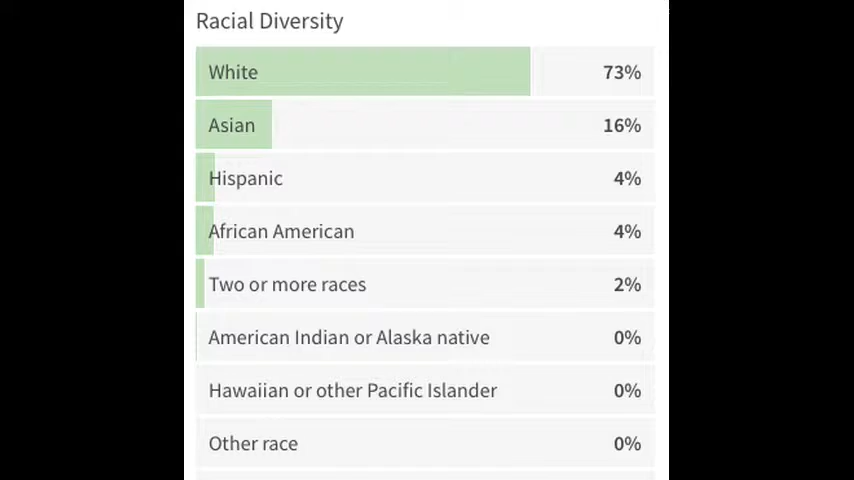 Racial Diversity
White 73%
Asian 16%
Hispanic 4%
African American 4%
Two or more races 2%
American Indian or Alaska native 0%
Hawaiian or other Pacific Islander 0%
Other race 0%